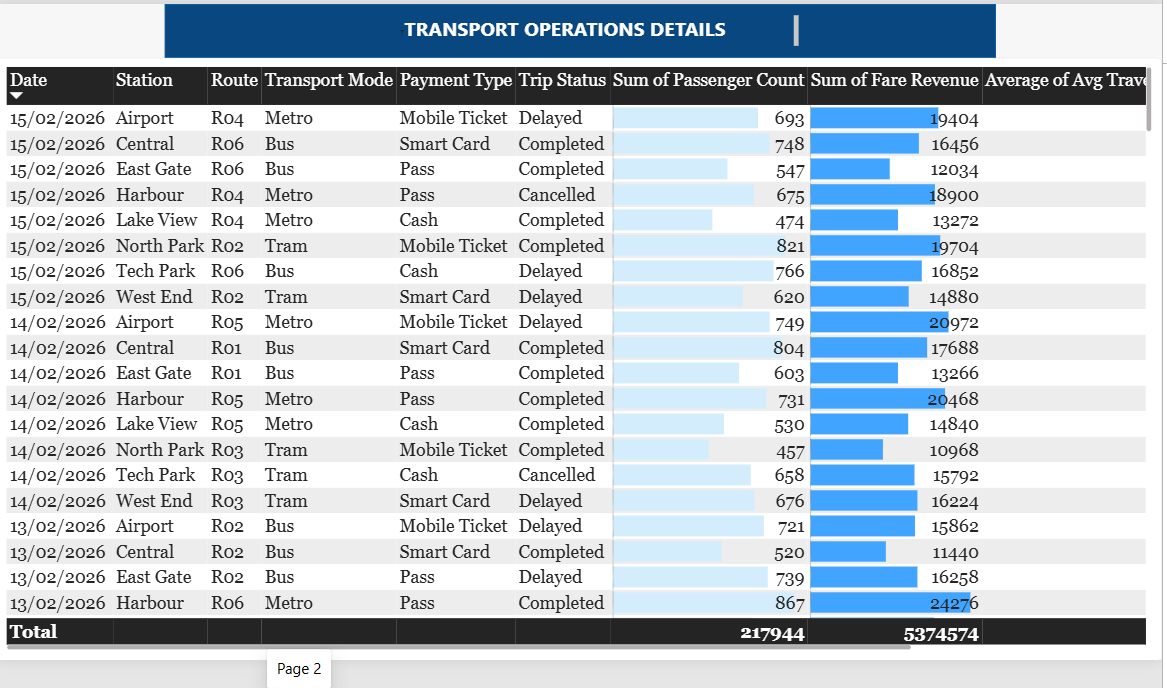 TRANSPORT OPERATIONS DETAILS
Date Station Route Transport Mode Payment Type Trip Status Sum of Passenger Count Sum of Fare Revenue Average of Avg Trave
15/02/2026 Airport R04 Metro Mobile Ticket Delayed 693 19404
15/02/2026 Central R06 Bus Smart Card Completed 748 16456
15/02/2026 East Gate R06 Bus Pass Completed 547 12034
15/02/2026 Harbour R04 Metro Pass Cancelled 675 18900
15/02/2026 Lake View R04 Metro Cash Completed 474 13272
15/02/2026 North Park R02 Tram Mobile Ticket Completed 821 19704
15/02/2026 Tech Park R06 Bus Cash Delayed 766 16852
15/02/2026 West End R02 Tram Smart Card Delayed 620 14880
14/02/2026 Airport R05 Metro Mobile Ticket Delayed 749 20972
14/02/2026 Central R01 Bus Smart Card Completed 804 17688
14/02/2026 East Gate R01 Bus Pass Completed 603 13266
14/02/2026 Harbour R05 Metro Pass Completed 731 20468
14/02/2026 Lake View R05 Metro Cash Completed 530 14840
14/02/2026 North Park R03 Tram Mobile Ticket Completed 457 10968
14/02/2026 Tech Park R03 Tram Cash Cancelled 658 15792
14/02/2026 West End R03 Tram Smart Card Delayed 676 16224
13/02/2026 Airport R02 Bus Mobile Ticket Delayed 721 15862
13/02/2026 Central R02 Bus Smart Card Completed 520 11440
13/02/2026 East Gate R02 Bus Pass Delayed 739 16258
13/02/2026 Harbour R06 Metro Pass Completed 867 24276
Total 217944 5374574
Page 2